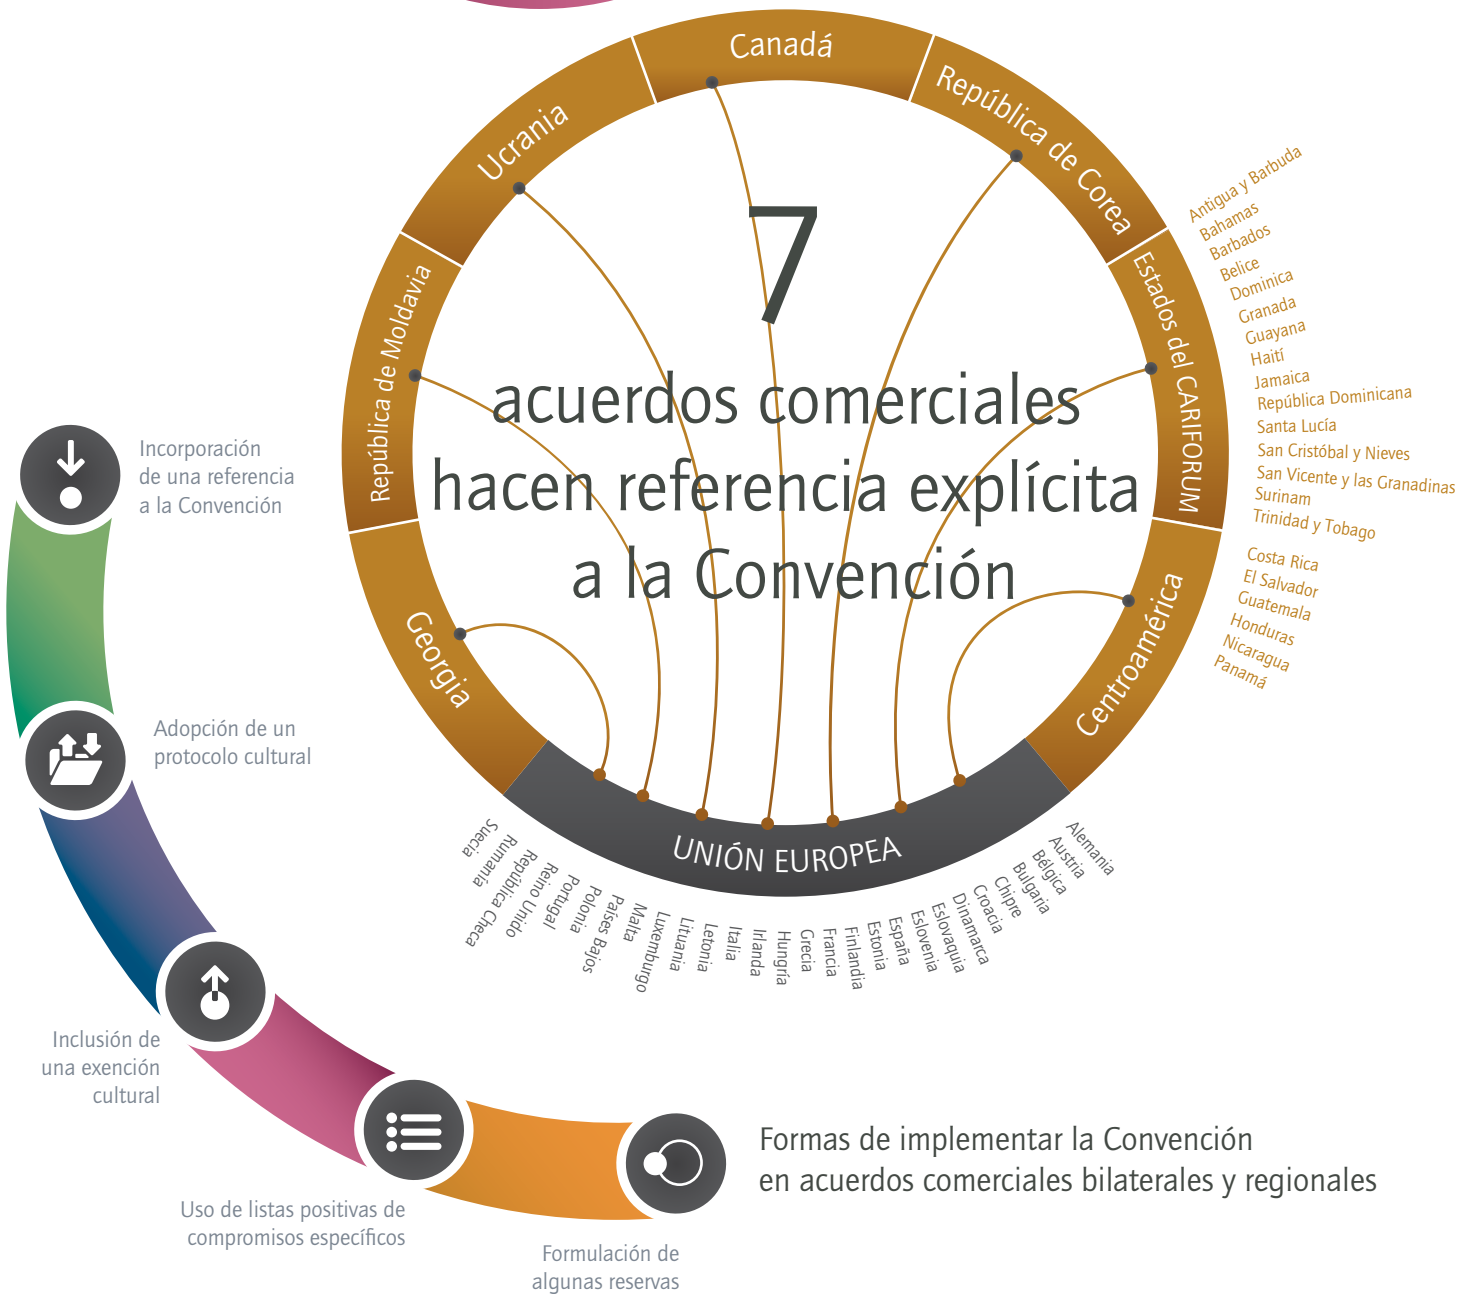 Canadá
República de Corea
Ucrania
Estados del CARIFORUM
República de Moldavia
Centroamérica
Georgia
UNIÓN EUROPEA
7
acuerdos comerciales
hacen referencia explícita
a la Convención
Antigua y Barbuda
Bahamas
Barbados
Belice
Dominica
Granada
Guayana
Haití
Jamaica
República Dominicana
Santa Lucía
San Cristóbal y Nieves
San Vicente y las Granadinas
Surinam
Trinidad y Tobago
Costa Rica
El Salvador
Guatemala
Honduras
Nicaragua
Panamá
Alemania
Austria
Bélgica
Bulgaria
Chipre
Croacia
Dinamarca
Eslovaquia
Eslovenia
España
Estonia
Finlandia
Francia
Grecia
Hungría
Irlanda
Italia
Letonia
Lituania
Luxemburgo
Malta
Países Bajos
Polonia
Portugal
Reino Unido
República Checa
Rumanía
Suecia
Incorporación
de una referencia
a la Convención
Adopción de un
protocolo cultural
Inclusión de
una exención
cultural
Uso de listas positivas de
compromisos específicos
Formulación de
algunas reservas
Formas de implementar la Convención
en acuerdos comerciales bilaterales y regionales